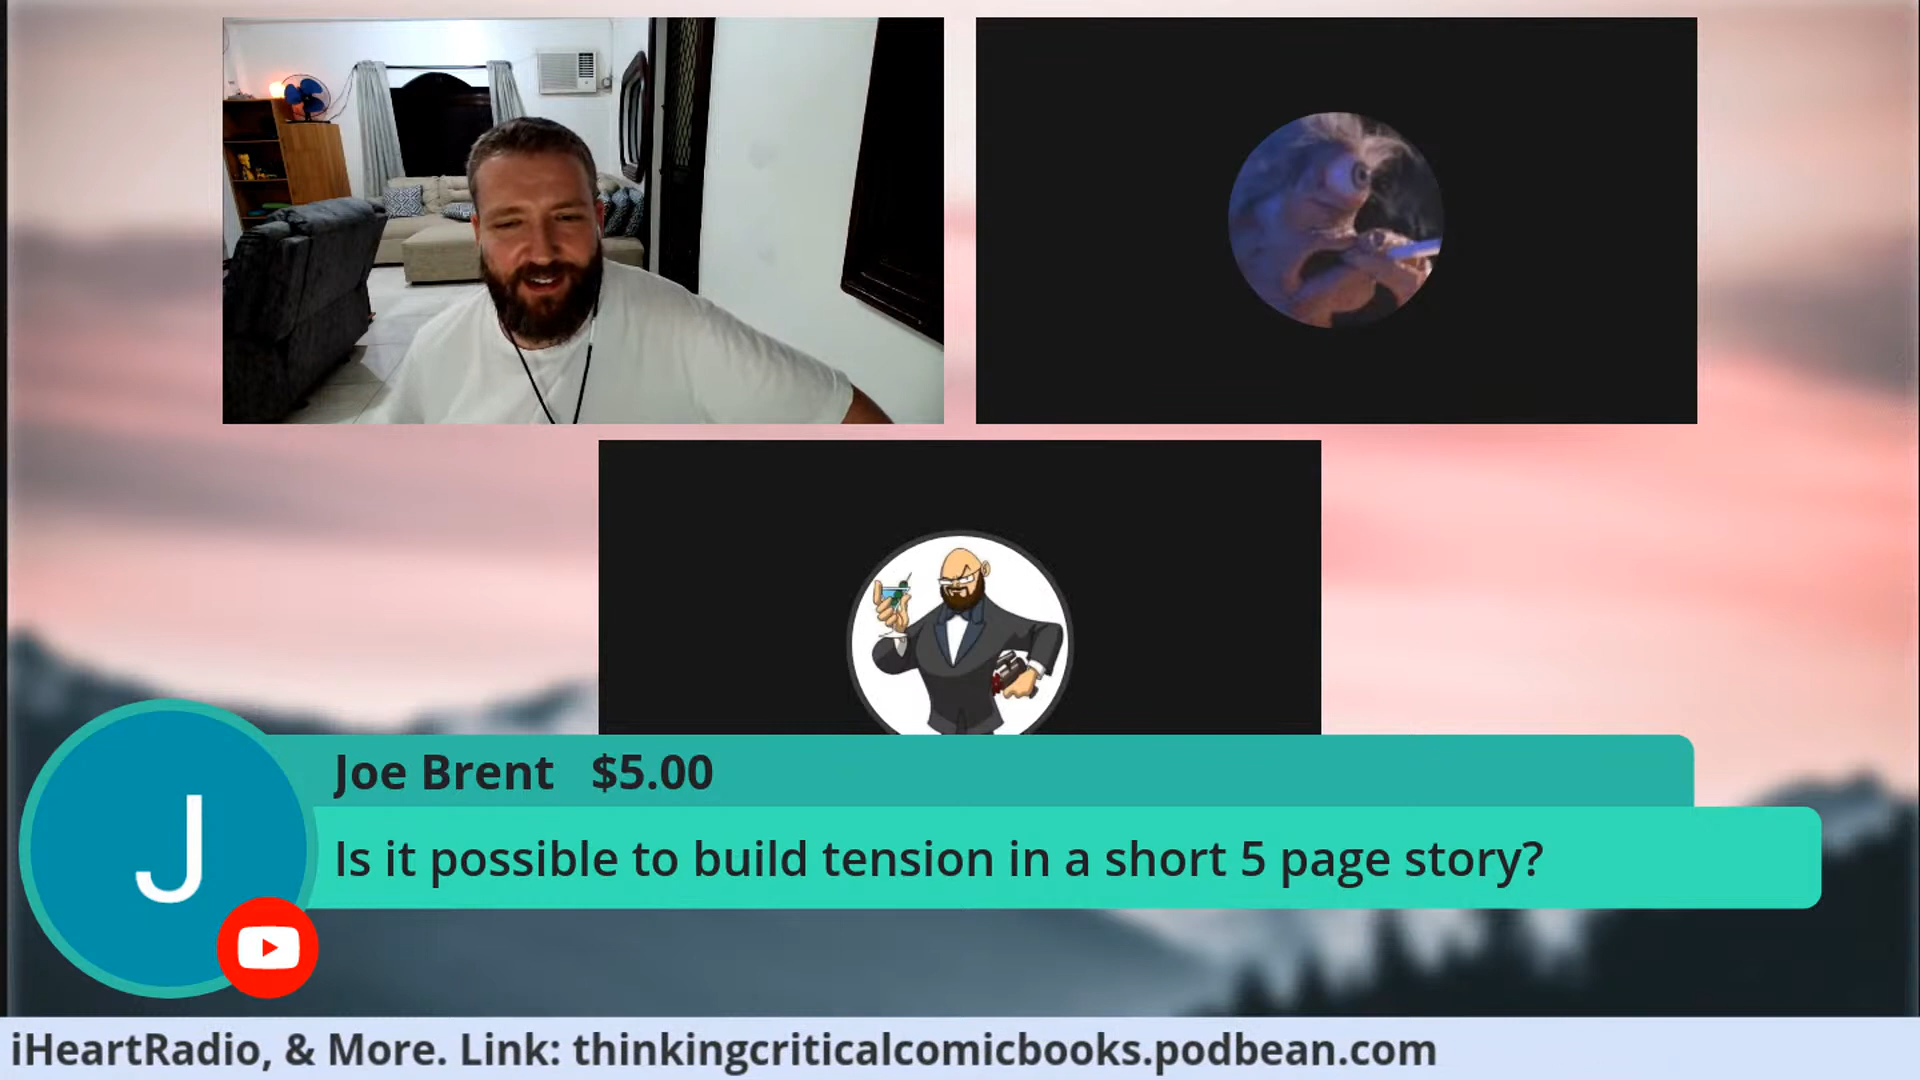 Joe Brent $5.00
J
Is it possible to build tension in a short 5 page story?
iHeartRadio, & More. Link: thinkingcriticalcomicbooks.podbean.com